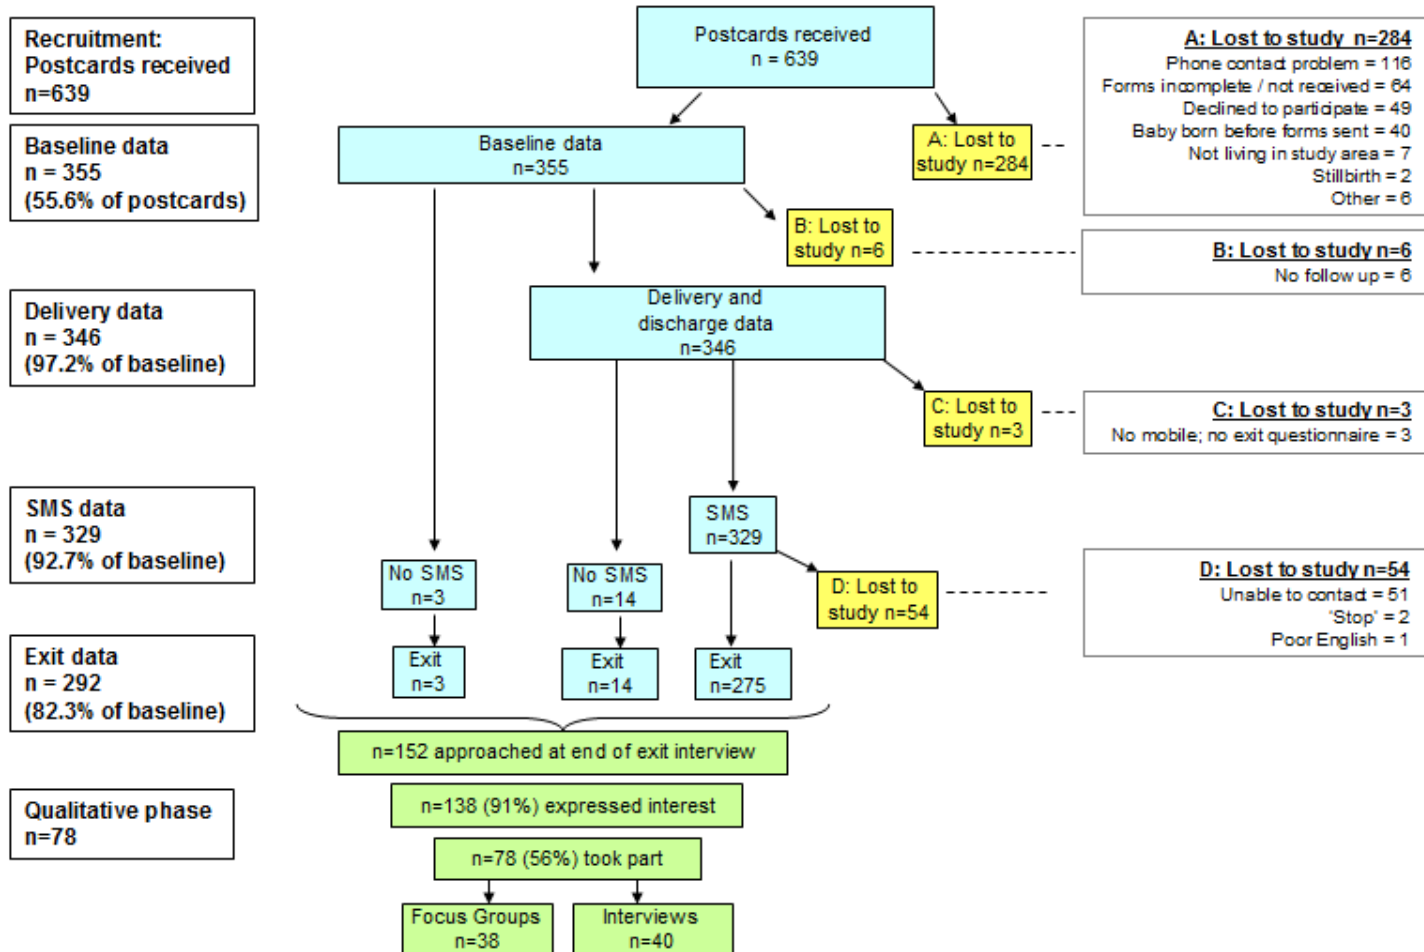 Recruitment:
Postcards received
n=639
Postcards received
n = 639
A: Lost to study n=284
Phone contact problem = 116
Forms incomplete / not received = 64
Declined to participate = 49
Baby born before forms sent = 40
Not living in study area = 7
Stillbirth = 2
Other = 6
Baseline data
n = 355
(55.6% of postcards)
Baseline data
n=355
A: Lost to
study n=284
B: Lost to
study n=6
B: Lost to study n=6
No follow up = 6
Delivery data
n = 346
(97.2% of baseline)
Delivery and
discharge data
n=346
C: Lost to
study n=3
C: Lost to study n=3
No mobile; no exit questionnaire = 3
SMS data
n = 329
(92.7% of baseline)
SMS
n=329
No SMS
n=3
No SMS
n=14
D: Lost to
study n=54
D: Lost to study n=54
Unable to contact = 51
'Stop' = 2
Poor English = 1
Exit data
n = 292
(82.3% of baseline)
Exit
n=3
Exit
n=14
Exit
n=275
n=152 approached at end of exit interview
Qualitative phase
n=78
n=138 (91%) expressed interest
n=78 (56%) took part
Focus Groups
n=38
Interviews
n=40